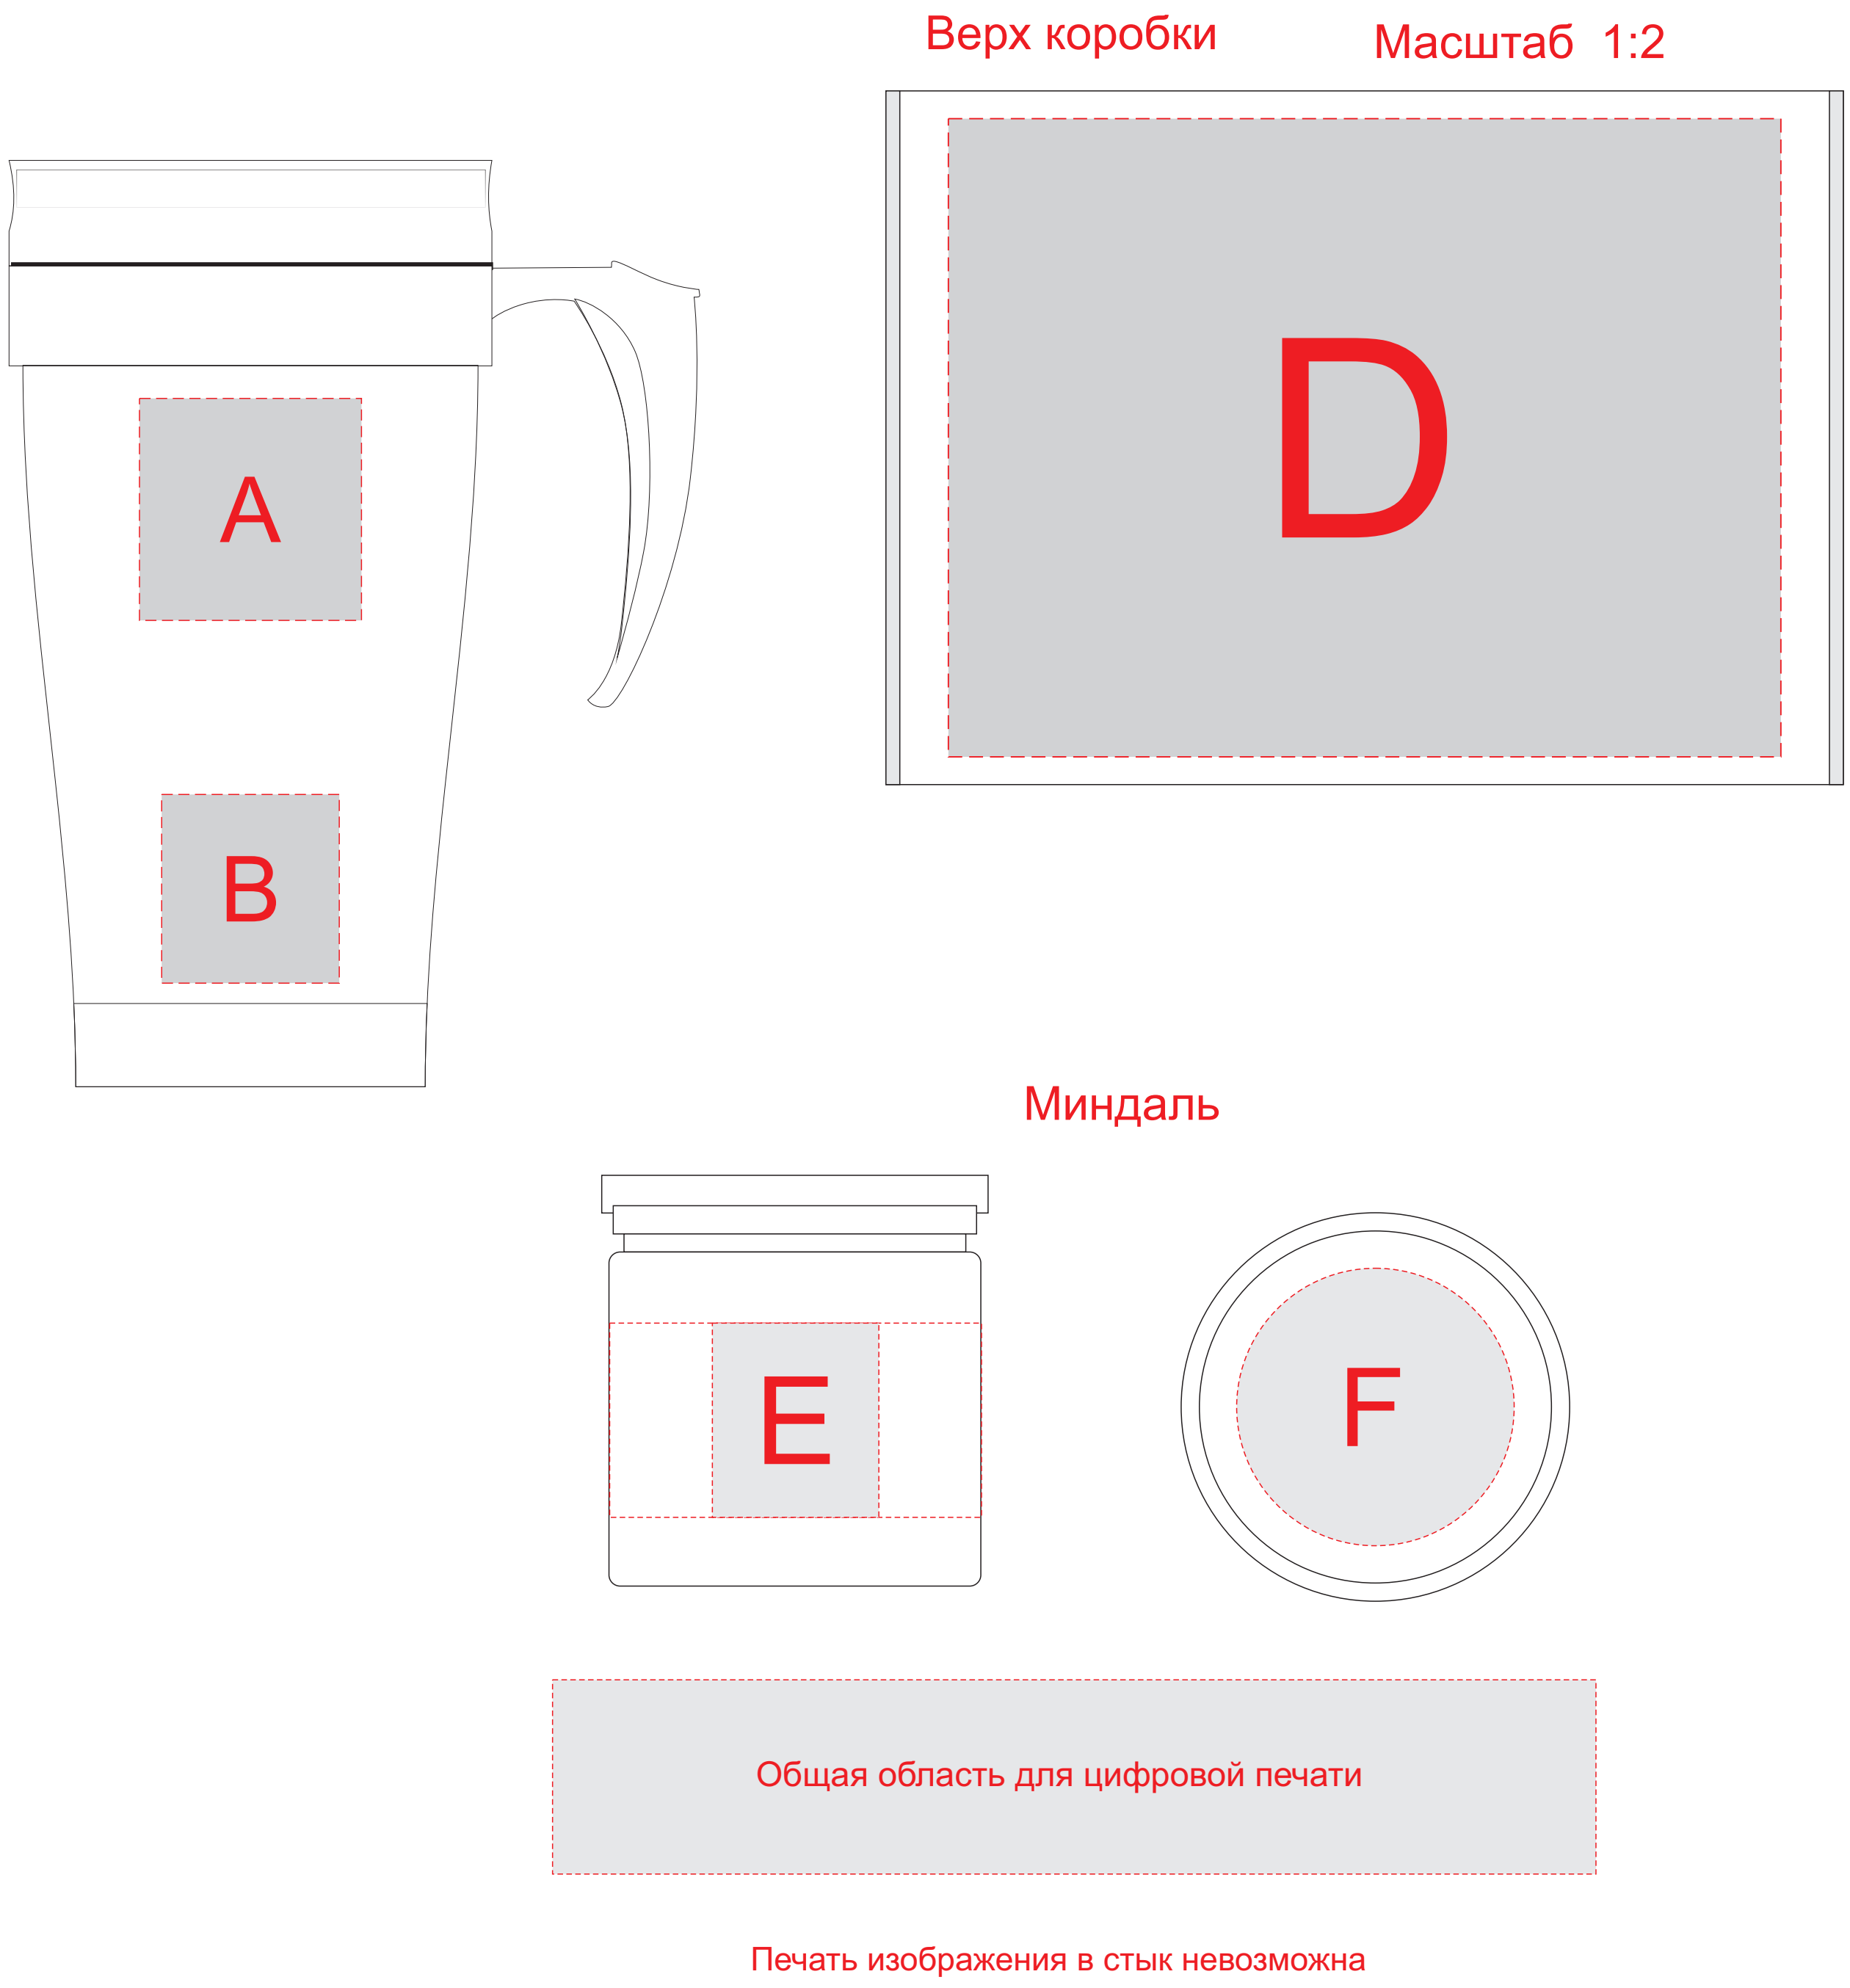 Верх коробки
Масштаб 1:2
D
A
B
Миндаль
E
F
Общая область для цифровой печати
Печать изображения в стык невозможна